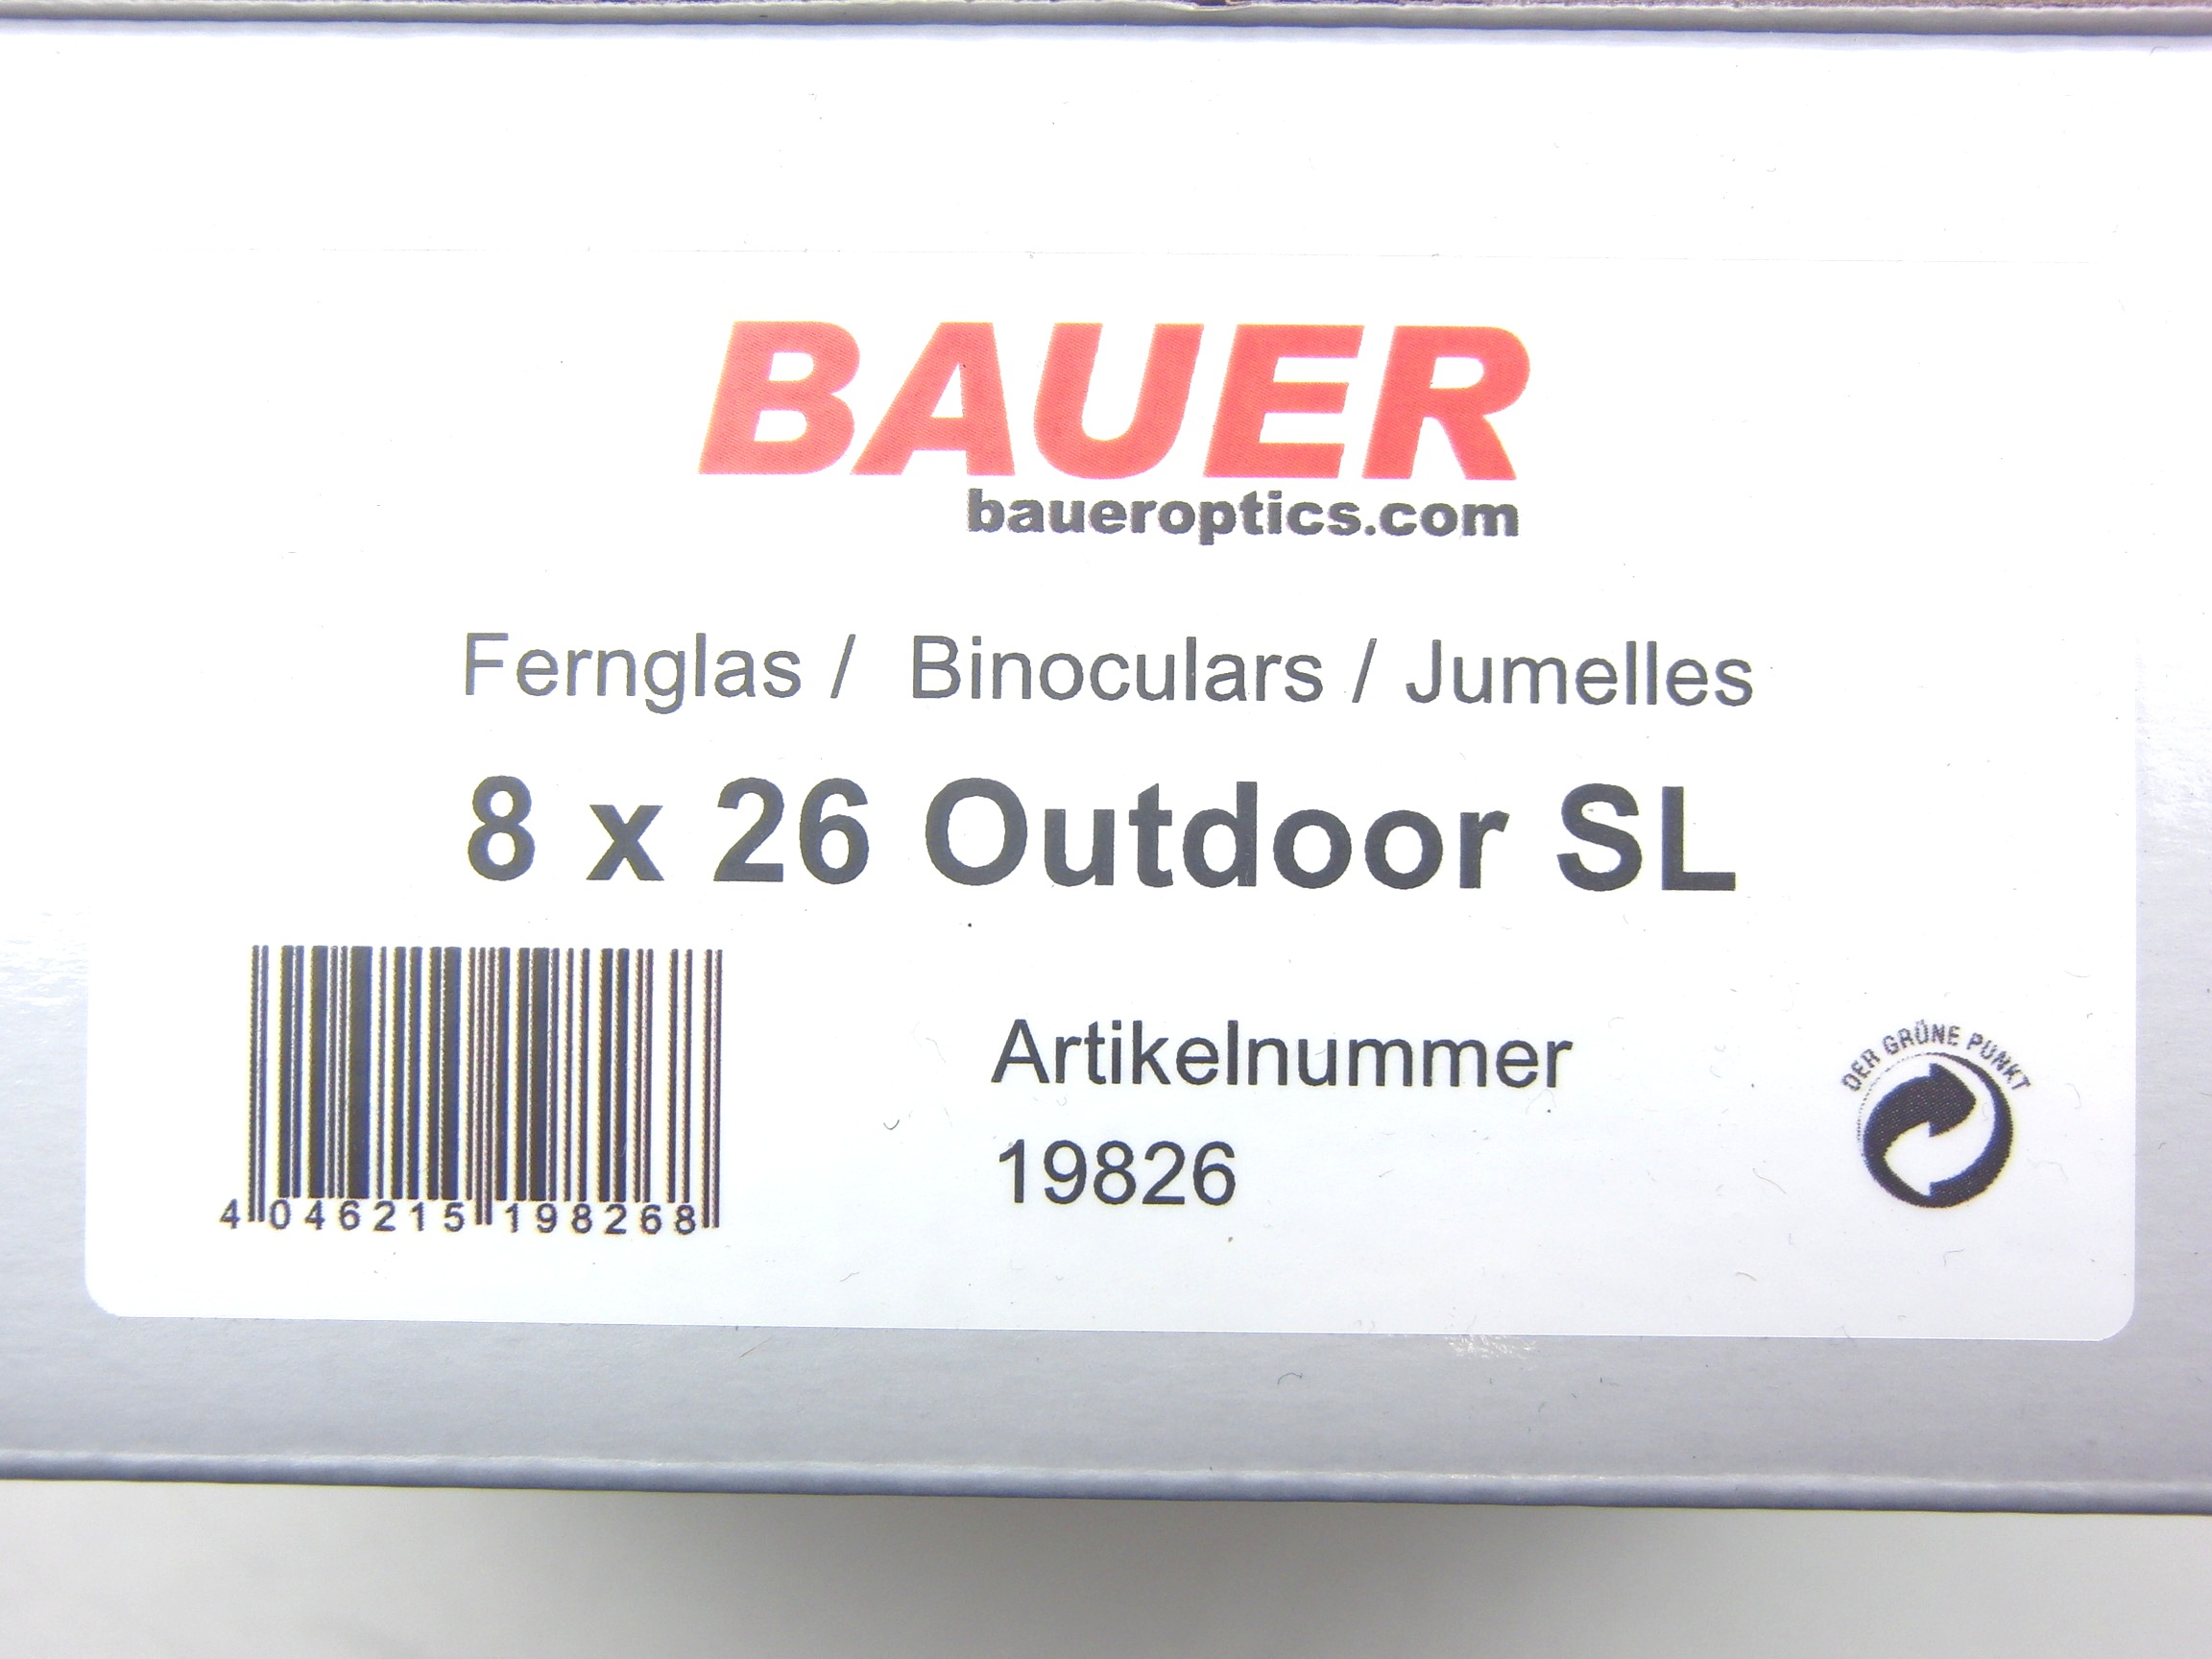 BAUER
baueroptics.com
Fernglas / Binoculars / Jumelles
8 x 26 Outdoor SL
Artikelnummer
19826
DER GRÜNE PUNKT
4 046215 198268